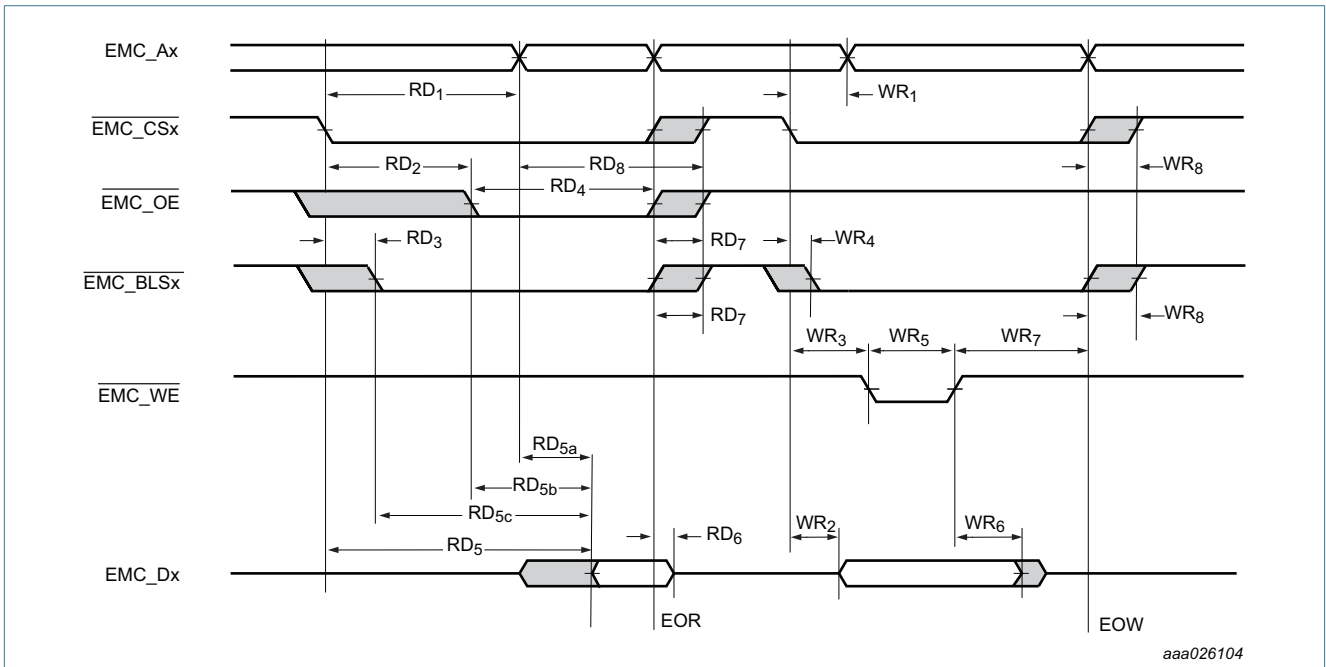 EMC_Ax
RD1
WR1
EMC_CSx
RD2
RD8
WR8
EMC_OE
RD4
RD3
RD7
WR4
EMC_BLSx
RD7
WR8
WR3
WR5
WR7
EMC_WE
RD5a
RD5b
RD5c
WR2
WR6
RD5
RD6
EMC_Dx
EOR
EOW
aaa026104